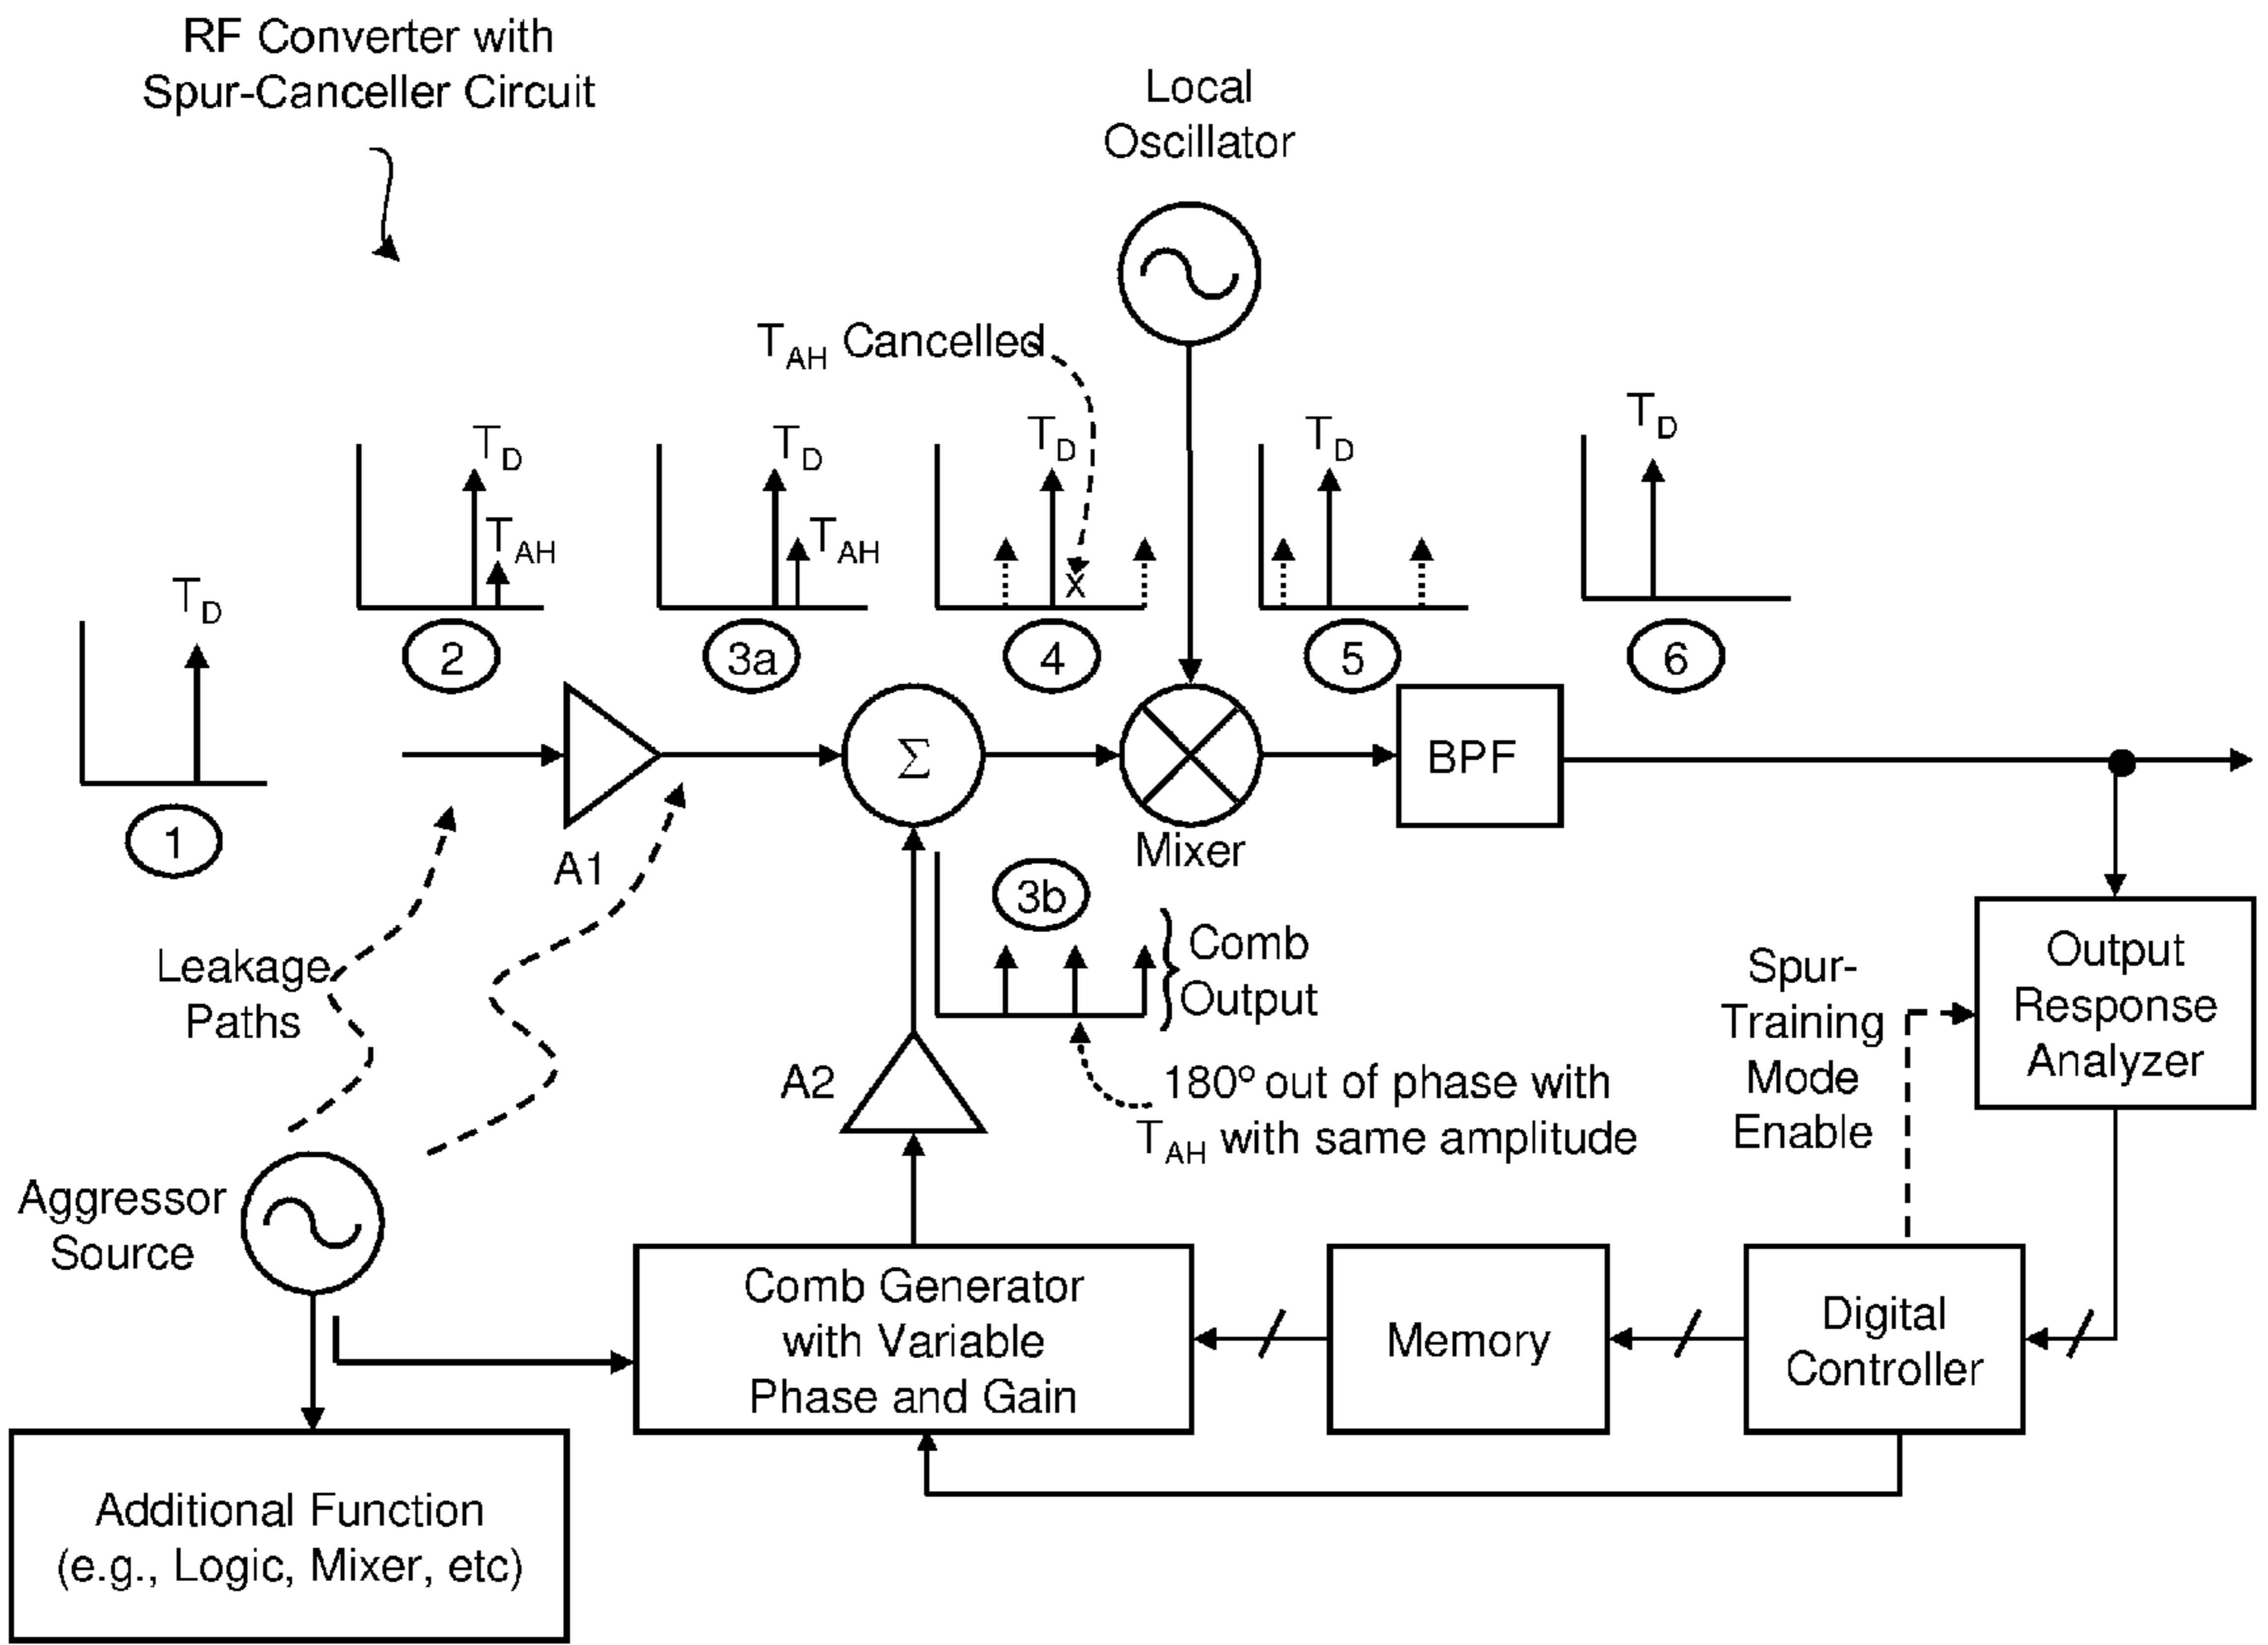 RF Converter with
Spur-Canceller Circuit
Local
Oscillator
T_AH Cancelled
T_D
T_D
T_AH
T_D
T_AH
T_D
x
T_D
T_D
1
2
3a
4
5
6
Σ
BPF
A1
Mixer
3b
Comb
Output
Leakage
Paths
A2
180º out of phase with
T_AH with same amplitude
Spur-
Training
Mode
Enable
Output
Response
Analyzer
Aggressor
Source
Comb Generator
with Variable
Phase and Gain
Memory
Digital
Controller
Additional Function
(e.g., Logic, Mixer, etc)